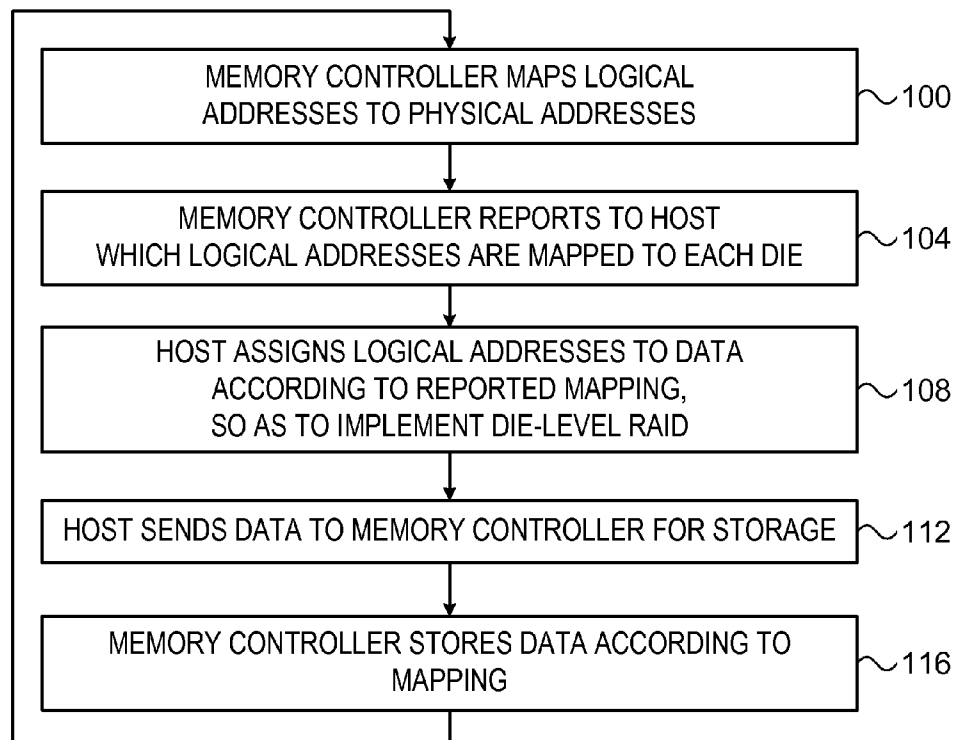 MEMORY CONTROLLER MAPS LOGICAL
ADDRESSES TO PHYSICAL ADDRESSES
100
MEMORY CONTROLLER REPORTS TO HOST
WHICH LOGICAL ADDRESSES ARE MAPPED TO EACH DIE
104
HOST ASSIGNS LOGICAL ADDRESSES TO DATA
ACCORDING TO REPORTED MAPPING,
SO AS TO IMPLEMENT DIE-LEVEL RAID
108
HOST SENDS DATA TO MEMORY CONTROLLER FOR STORAGE
112
MEMORY CONTROLLER STORES DATA ACCORDING TO
MAPPING
116